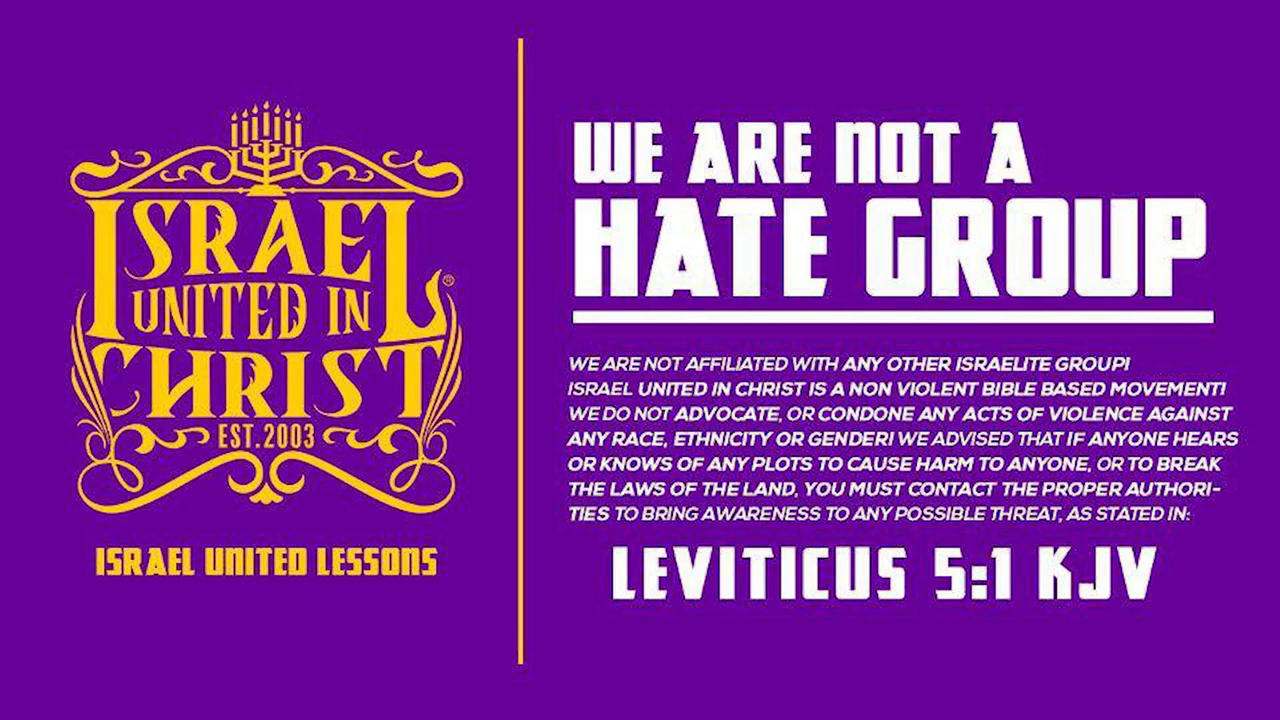 ISRAEL
UNITED IN
CHRIST®
EST.2003
ISRAEL UNITED LESSONS
WE ARE NOT A
HATE GROUP
WE ARE NOT AFFILIATED WITH ANY OTHER ISRAELITE GROUP!
ISRAEL UNITED IN CHRIST IS A NON VIOLENT BIBLE BASED MOVEMENT!
WE DO NOT ADVOCATE, OR CONDONE ANY ACTS OF VIOLENCE AGAINST
ANY RACE, ETHNICITY OR GENDER! WE ADVISED THAT IF ANYONE HEARS
OR KNOWS OF ANY PLOTS TO CAUSE HARM TO ANYONE, OR TO BREAK
THE LAWS OF THE LAND, YOU MUST CONTACT THE PROPER AUTHORI-
TIES TO BRING AWARENESS TO ANY POSSIBLE THREAT, AS STATED IN:
LEVITICUS 5:1 KJV